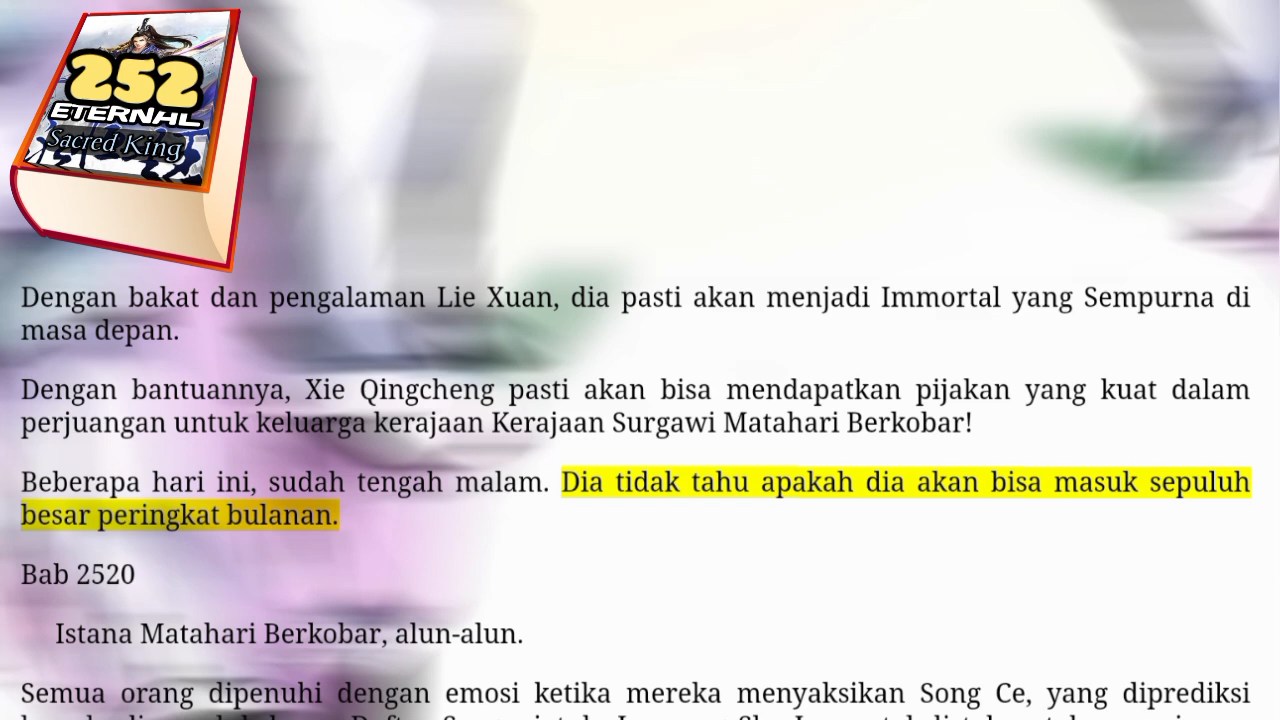 252
ETERNAL
Sacred King
Dengan bakat dan pengalaman Lie Xuan, dia pasti akan menjadi Immortal yang Sempurna di
masa depan.
Dengan bantuannya, Xie Qingcheng pasti akan bisa mendapatkan pijakan yang kuat dalam
perjuangan untuk keluarga kerajaan Kerajaan Surgawi Matahari Berkobar!
Beberapa hari ini, sudah tengah malam. Dia tidak tahu apakah dia akan bisa masuk sepuluh
besar peringkat bulanan.
Bab 2520
Istana Matahari Berkobar, alun-alun.
Semua orang dipenuhi dengan emosi ketika mereka menyaksikan Song Ce, yang diprediksi